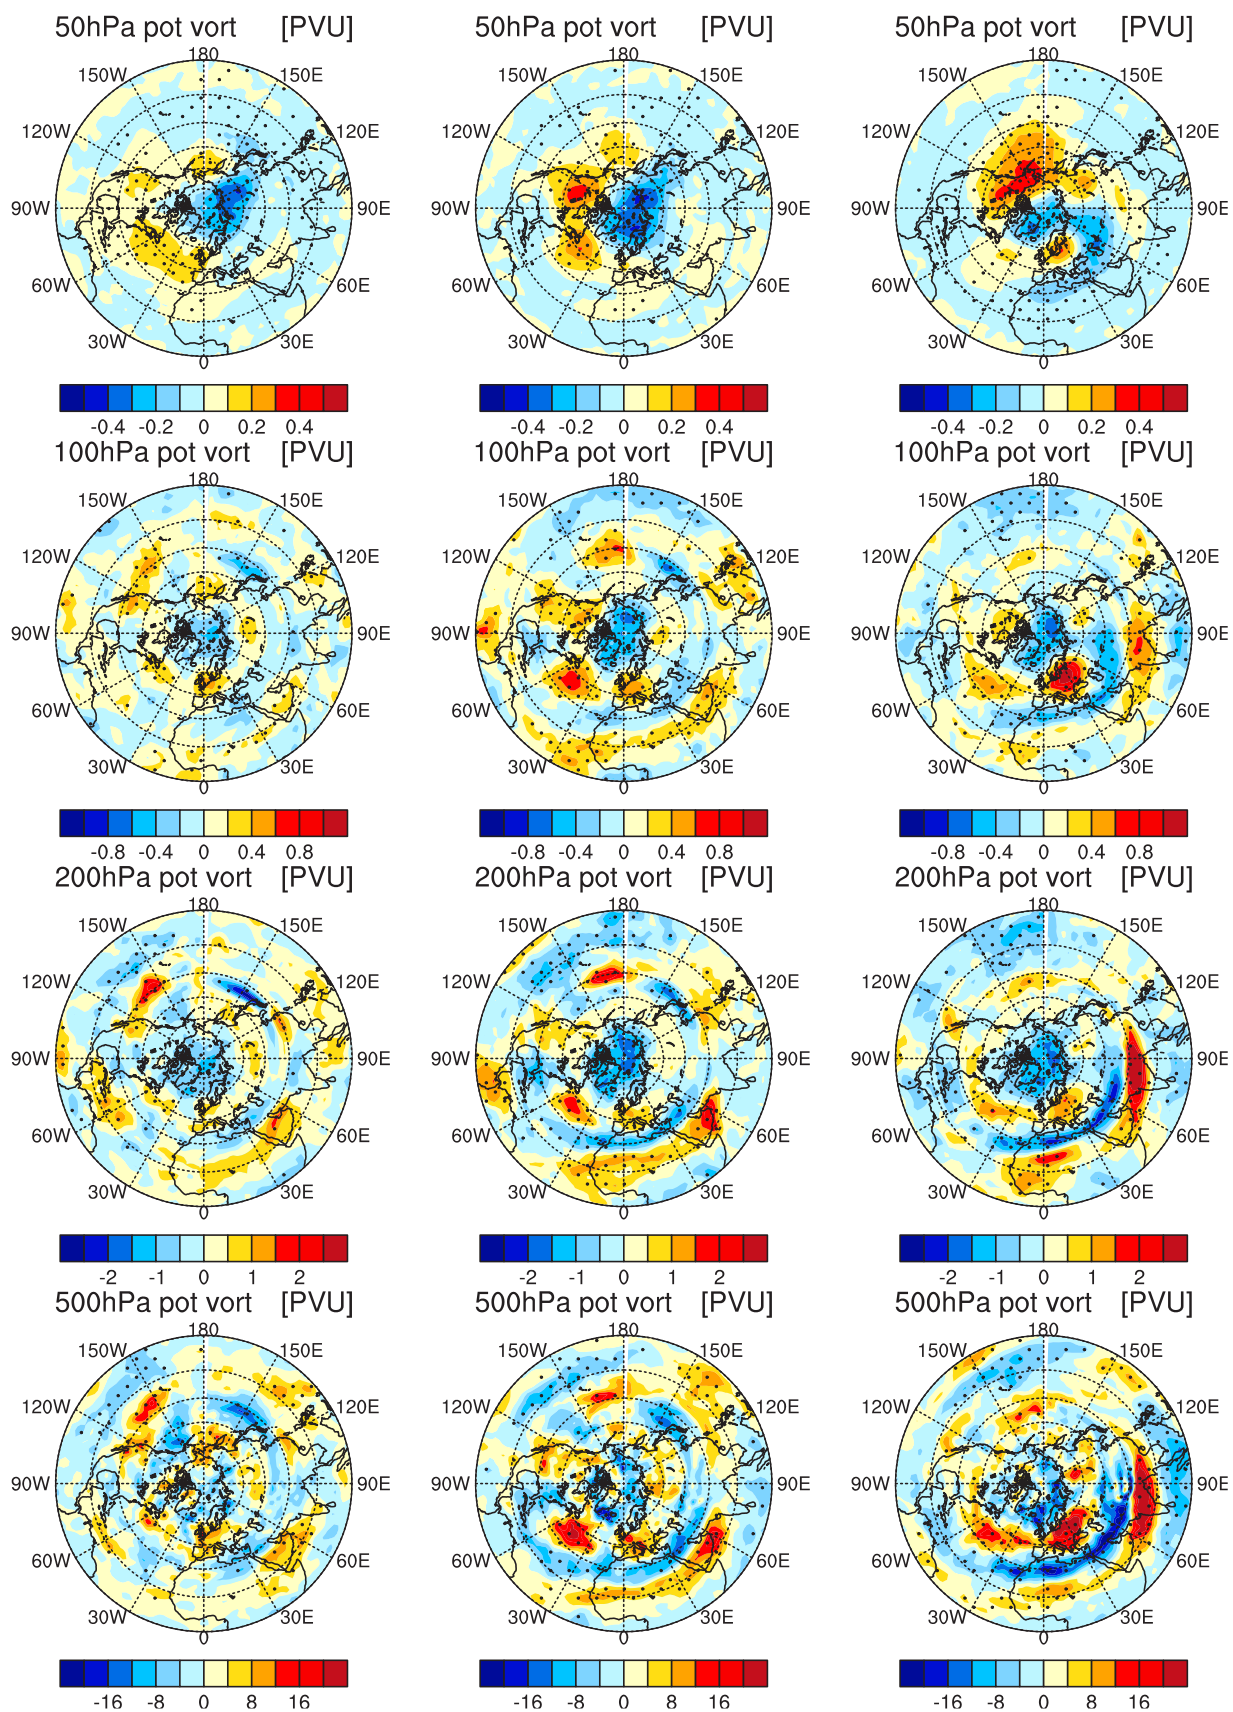 50hPa pot vort [PVU] 50hPa pot vort [PVU] 50hPa pot vort [PVU]
180 180 180
150W 150E 150W 150E 150W 150E
120W 120E 120W 120E 120W 120E
90W 90E 90W 90E 90W 90E
60W 60E 60W 60E 60W 60E
30W 30E 30W 30E 30W 30E
0 0 0
-0.4 -0.2 0 0.2 0.4 -0.4 -0.2 0 0.2 0.4 -0.4 -0.2 0 0.2 0.4
100hPa pot vort [PVU] 100hPa pot vort [PVU] 100hPa pot vort [PVU]
180 180 180
150W 150E 150W 150E 150W 150E
120W 120E 120W 120E 120W 120E
90W 90E 90W 90E 90W 90E
60W 60E 60W 60E 60W 60E
30W 30E 30W 30E 30W 30E
0 0 0
-0.8 -0.4 0 0.4 0.8 -0.8 -0.4 0 0.4 0.8 -0.8 -0.4 0 0.4 0.8
200hPa pot vort [PVU] 200hPa pot vort [PVU] 200hPa pot vort [PVU]
180 180 180
150W 150E 150W 150E 150W 150E
120W 120E 120W 120E 120W 120E
90W 90E 90W 90E 90W 90E
60W 60E 60W 60E 60W 60E
30W 30E 30W 30E 30W 30E
0 0 0
-2 -1 0 1 2 -2 -1 0 1 2 -2 -1 0 1 2
500hPa pot vort [PVU] 500hPa pot vort [PVU] 500hPa pot vort [PVU]
180 180 180
150W 150E 150W 150E 150W 150E
120W 120E 120W 120E 120W 120E
90W 90E 90W 90E 90W 90E
60W 60E 60W 60E 60W 60E
30W 30E 30W 30E 30W 30E
0 0 0
-16 -8 0 8 16 -16 -8 0 8 16 -16 -8 0 8 16